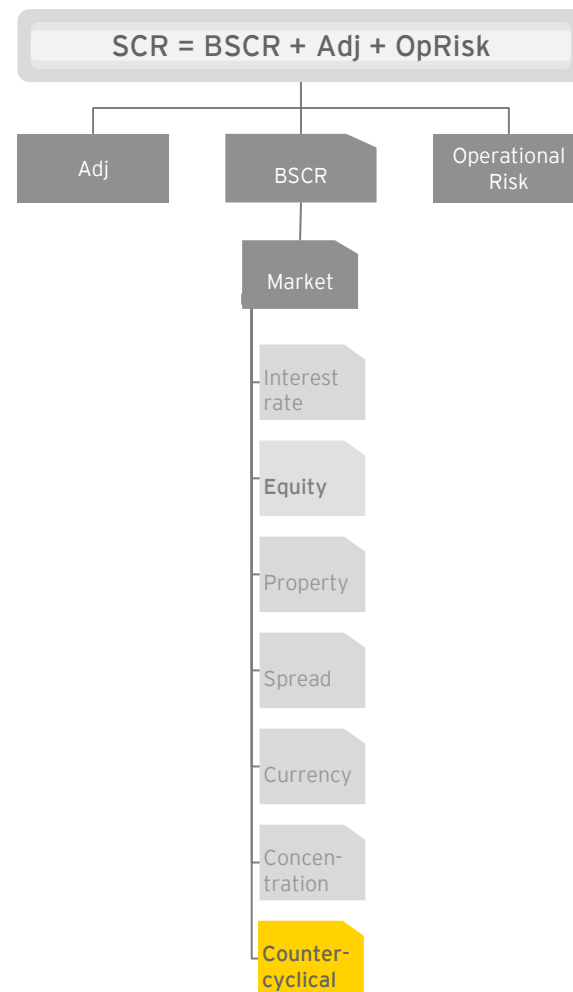 SCR = BSCR + Adj + OpRisk
Adj
BSCR
Operational
Risk
Market
Interest
rate
Equity
Property
Spread
Currency
Concen-
tration
Counter-
cyclical